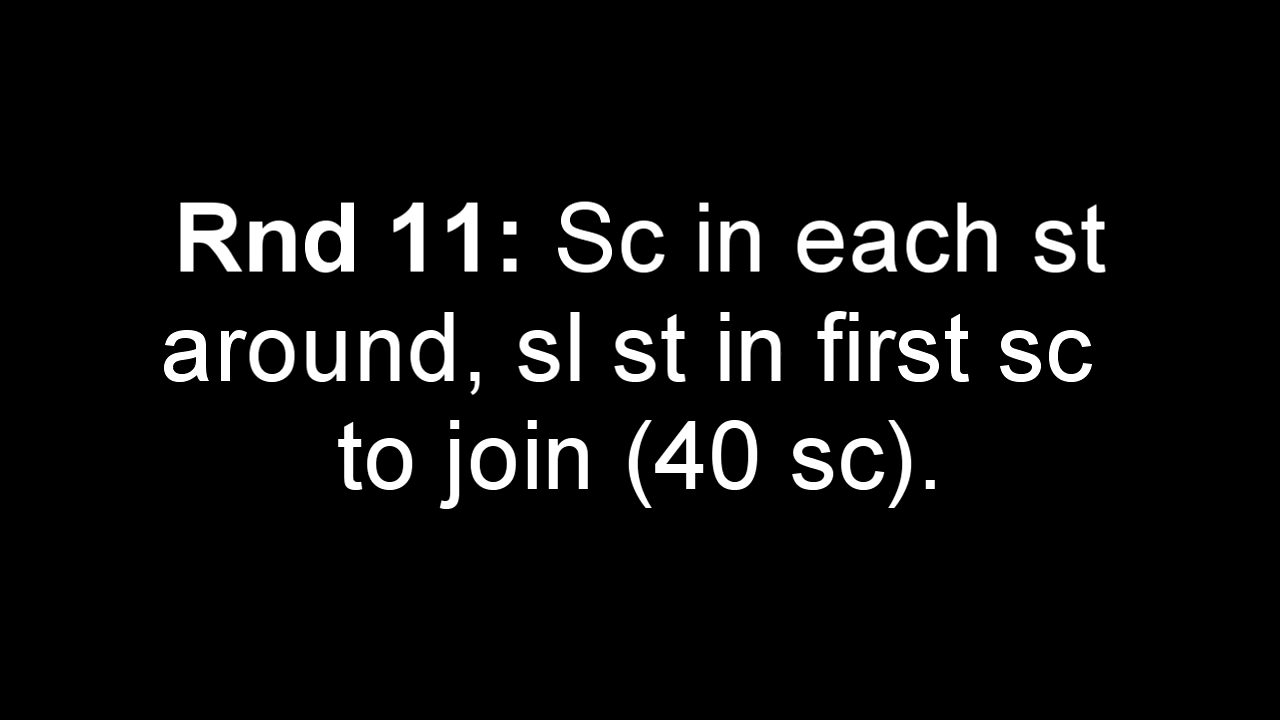 Rnd 11: Sc in each st
around, sl st in first sc
to join (40 sc).